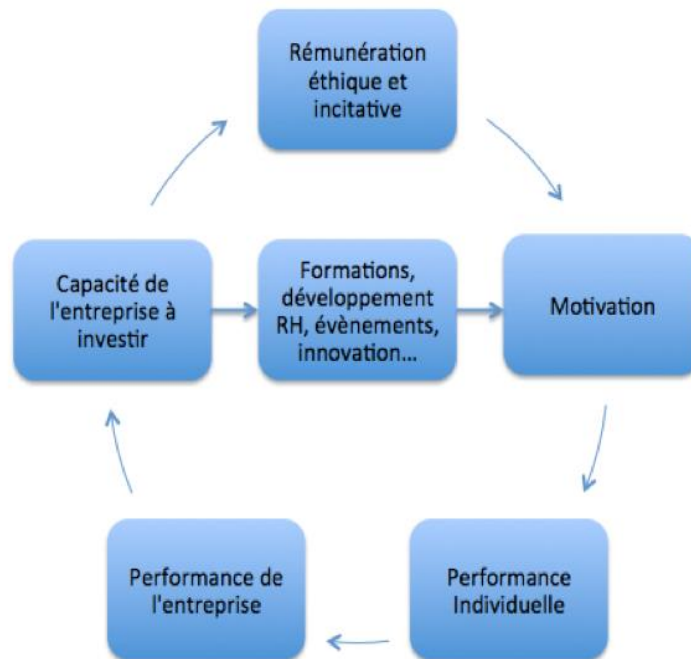 Rémunération
éthique et
incitative
Capacité de
l'entreprise à
investir
Formations,
développement
RH, évènements,
innovation...
Motivation
Performance de
l'entreprise
Performance
Individuelle